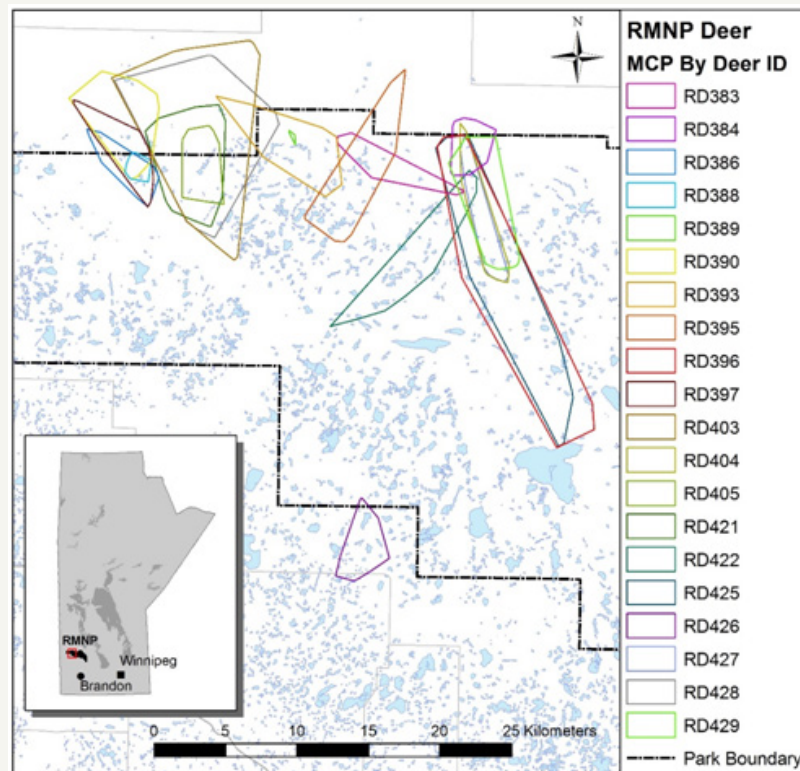 N
RMNP Deer
MCP By Deer ID
RD383
RD384
RD386
RD388
RD389
RD390
RD393
RD395
RD396
RD397
RD403
RD404
RD405
RD421
RD422
RD425
RD426
RD427
RD428
RD429
Park Boundary
RMNP
Winnipeg
Brandon
0 5 10 15 20 25 Kilometers